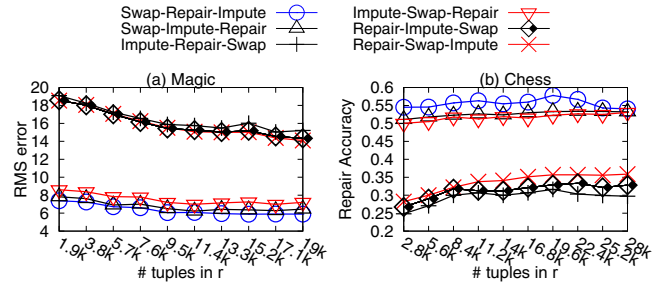 Swap-Repair-Impute
Swap-Impute-Repair
Impute-Repair-Swap
Impute-Swap-Repair
Repair-Impute-Swap
Repair-Swap-Impute
(a) Magic
RMS error
20
18
16
14
12
10
8
6
4
1.9k 3.8k 5.7k 7.6k 9.5k 11.4k 13.3k 15.2k 17.1k 19k
# tuples in r
(b) Chess
Repair Accuracy
0.6
0.55
0.5
0.45
0.4
0.35
0.3
0.25
0.2
2.8k 5.6k 8.4k 11.2k 14k 16.8k 19.6k 22.4k 25.2k 28k
# tuples in r